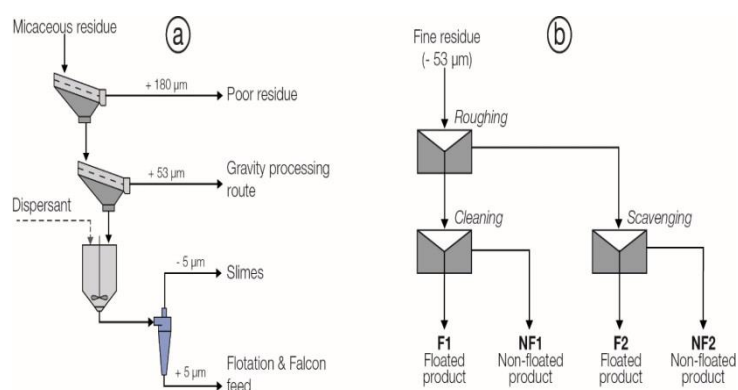 Micaceous residue
a
+ 180 µm
Poor residue
+ 53 µm
Gravity processing
route
Dispersant
- 5 µm
Slimes
+ 5 µm
Flotation & Falcon
feed
b
Fine residue
(- 53 µm)
Roughing
Cleaning
Scavenging
F1
Floated
product
NF1
Non-floated
product
F2
Floated
product
NF2
Non-floated
product